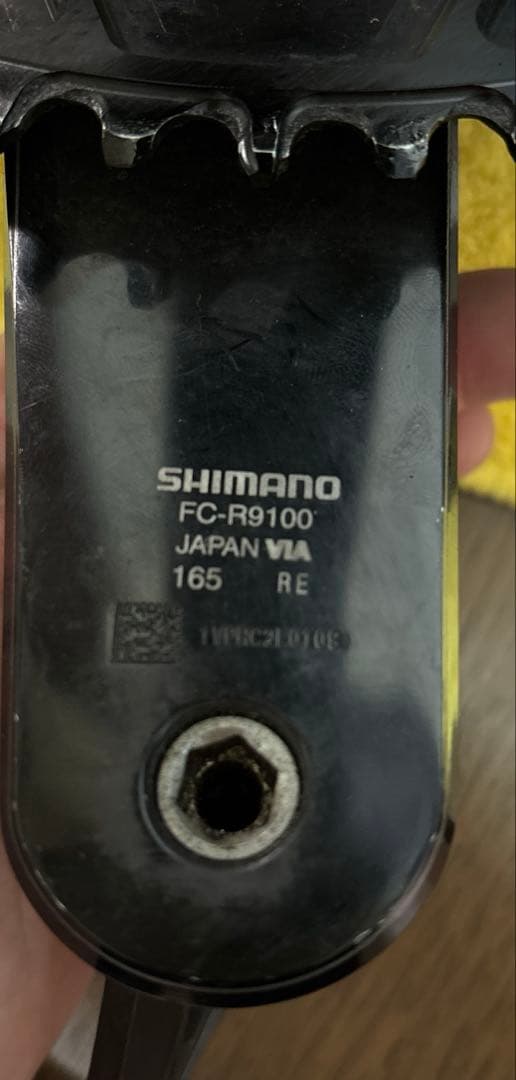 SHIMANO
FC-R9100
JAPAN VIA
165 RE